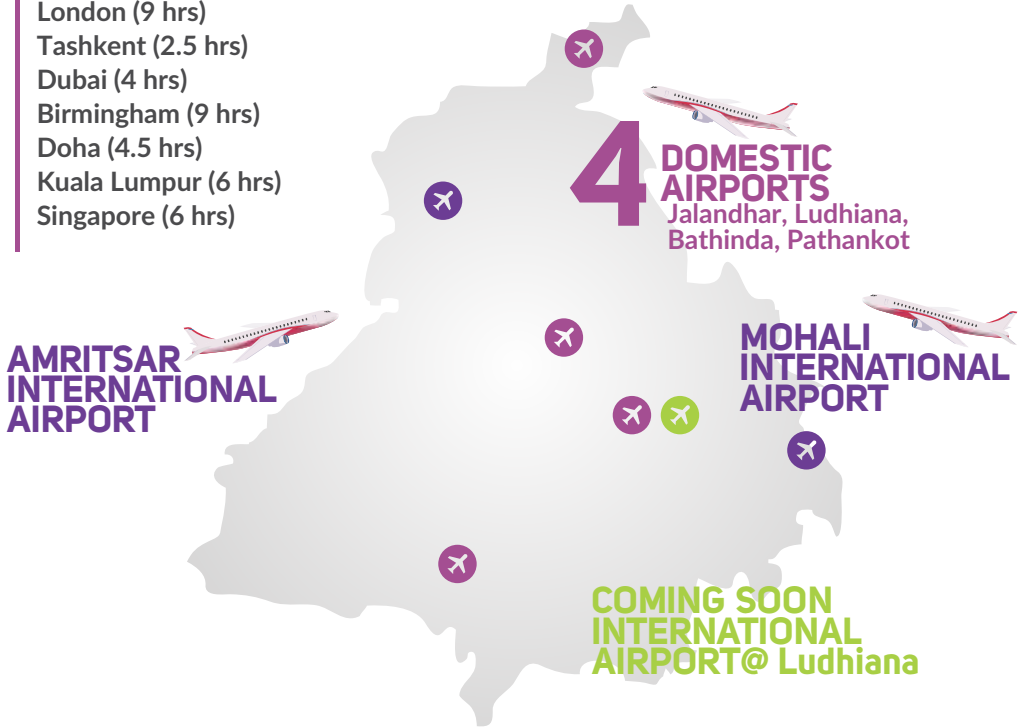 London (9 hrs)
Tashkent (2.5 hrs)
Dubai (4 hrs)
Birmingham (9 hrs)
Doha (4.5 hrs)
Kuala Lumpur (6 hrs)
Singapore (6 hrs)
4 DOMESTIC
AIRPORTS
Jalandhar, Ludhiana,
Bathinda, Pathankot
AMRITSAR
INTERNATIONAL
AIRPORT
MOHALI
INTERNATIONAL
AIRPORT
COMING SOON
INTERNATIONAL
AIRPORT@ Ludhiana